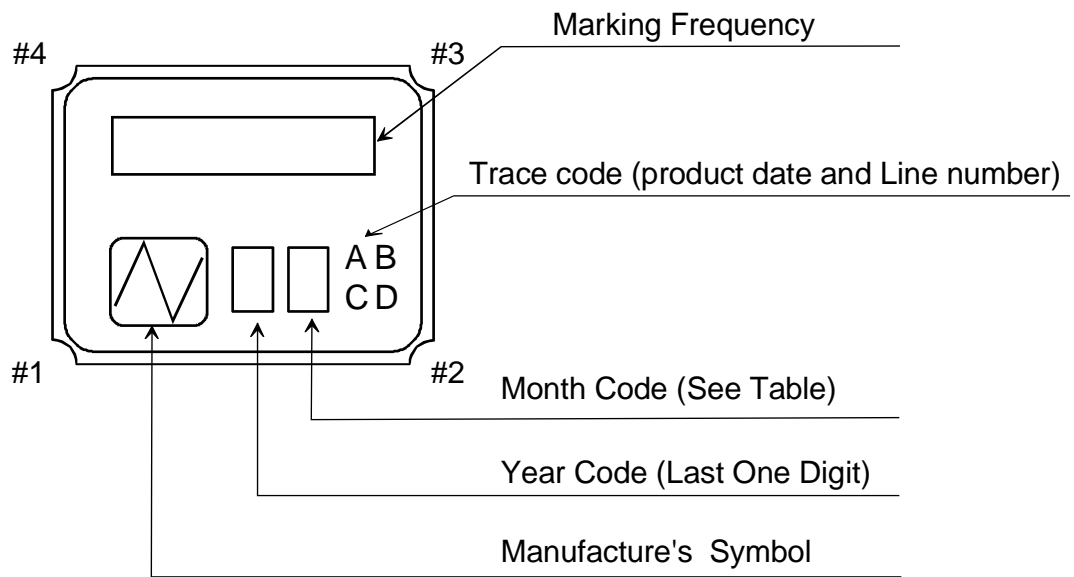 Marking Frequency
#4
#3
Trace code (product date and Line number)
A B
C D
#1
#2
Month Code (See Table)
Year Code (Last One Digit)
Manufacture's Symbol